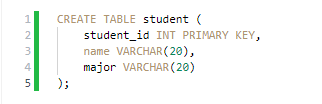 1 CREATE TABLE student (
2 student_id INT PRIMARY KEY,
3 name VARCHAR(20),
4 major VARCHAR(20)
5 );